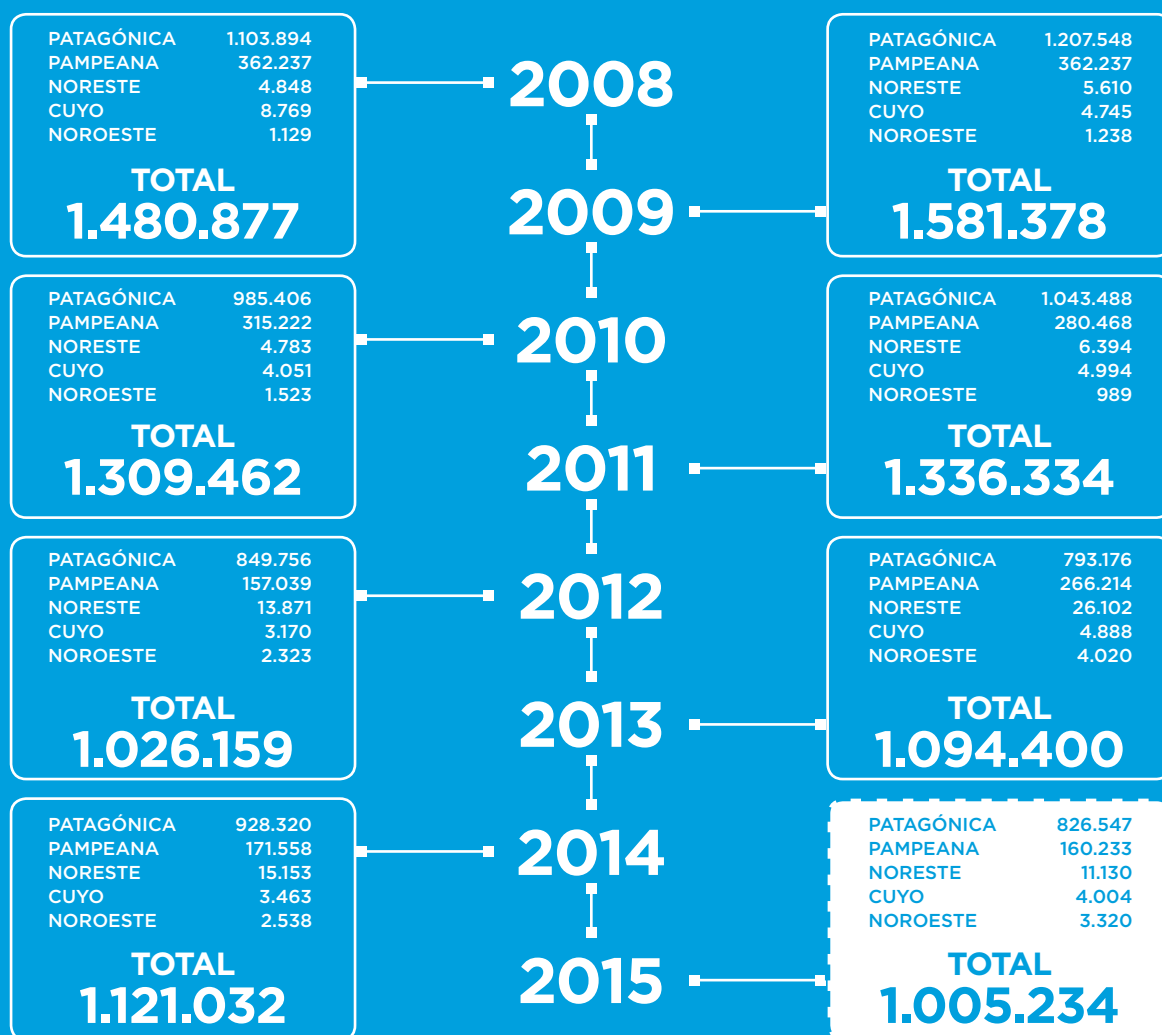 PATAGÓNICA 1.103.894
PAMPEANA 362.237
NORESTE 4.848
CUYO 8.769
NOROESTE 1.129
TOTAL
1.480.877
2008
PATAGÓNICA 1.207.548
PAMPEANA 362.237
NORESTE 5.610
CUYO 4.745
NOROESTE 1.238
TOTAL
1.581.378
2009
PATAGÓNICA 985.406
PAMPEANA 315.222
NORESTE 4.783
CUYO 4.051
NOROESTE 1.523
TOTAL
1.309.462
2010
PATAGÓNICA 1.043.488
PAMPEANA 280.468
NORESTE 6.394
CUYO 4.994
NOROESTE 989
TOTAL
1.336.334
2011
PATAGÓNICA 849.756
PAMPEANA 157.039
NORESTE 13.871
CUYO 3.170
NOROESTE 2.323
TOTAL
1.026.159
2012
PATAGÓNICA 793.176
PAMPEANA 266.214
NORESTE 26.102
CUYO 4.888
NOROESTE 4.020
TOTAL
1.094.400
2013
PATAGÓNICA 928.320
PAMPEANA 171.558
NORESTE 15.153
CUYO 3.463
NOROESTE 2.538
TOTAL
1.121.032
2014
PATAGÓNICA 826.547
PAMPEANA 160.233
NORESTE 11.130
CUYO 4.004
NOROESTE 3.320
TOTAL
1.005.234
2015